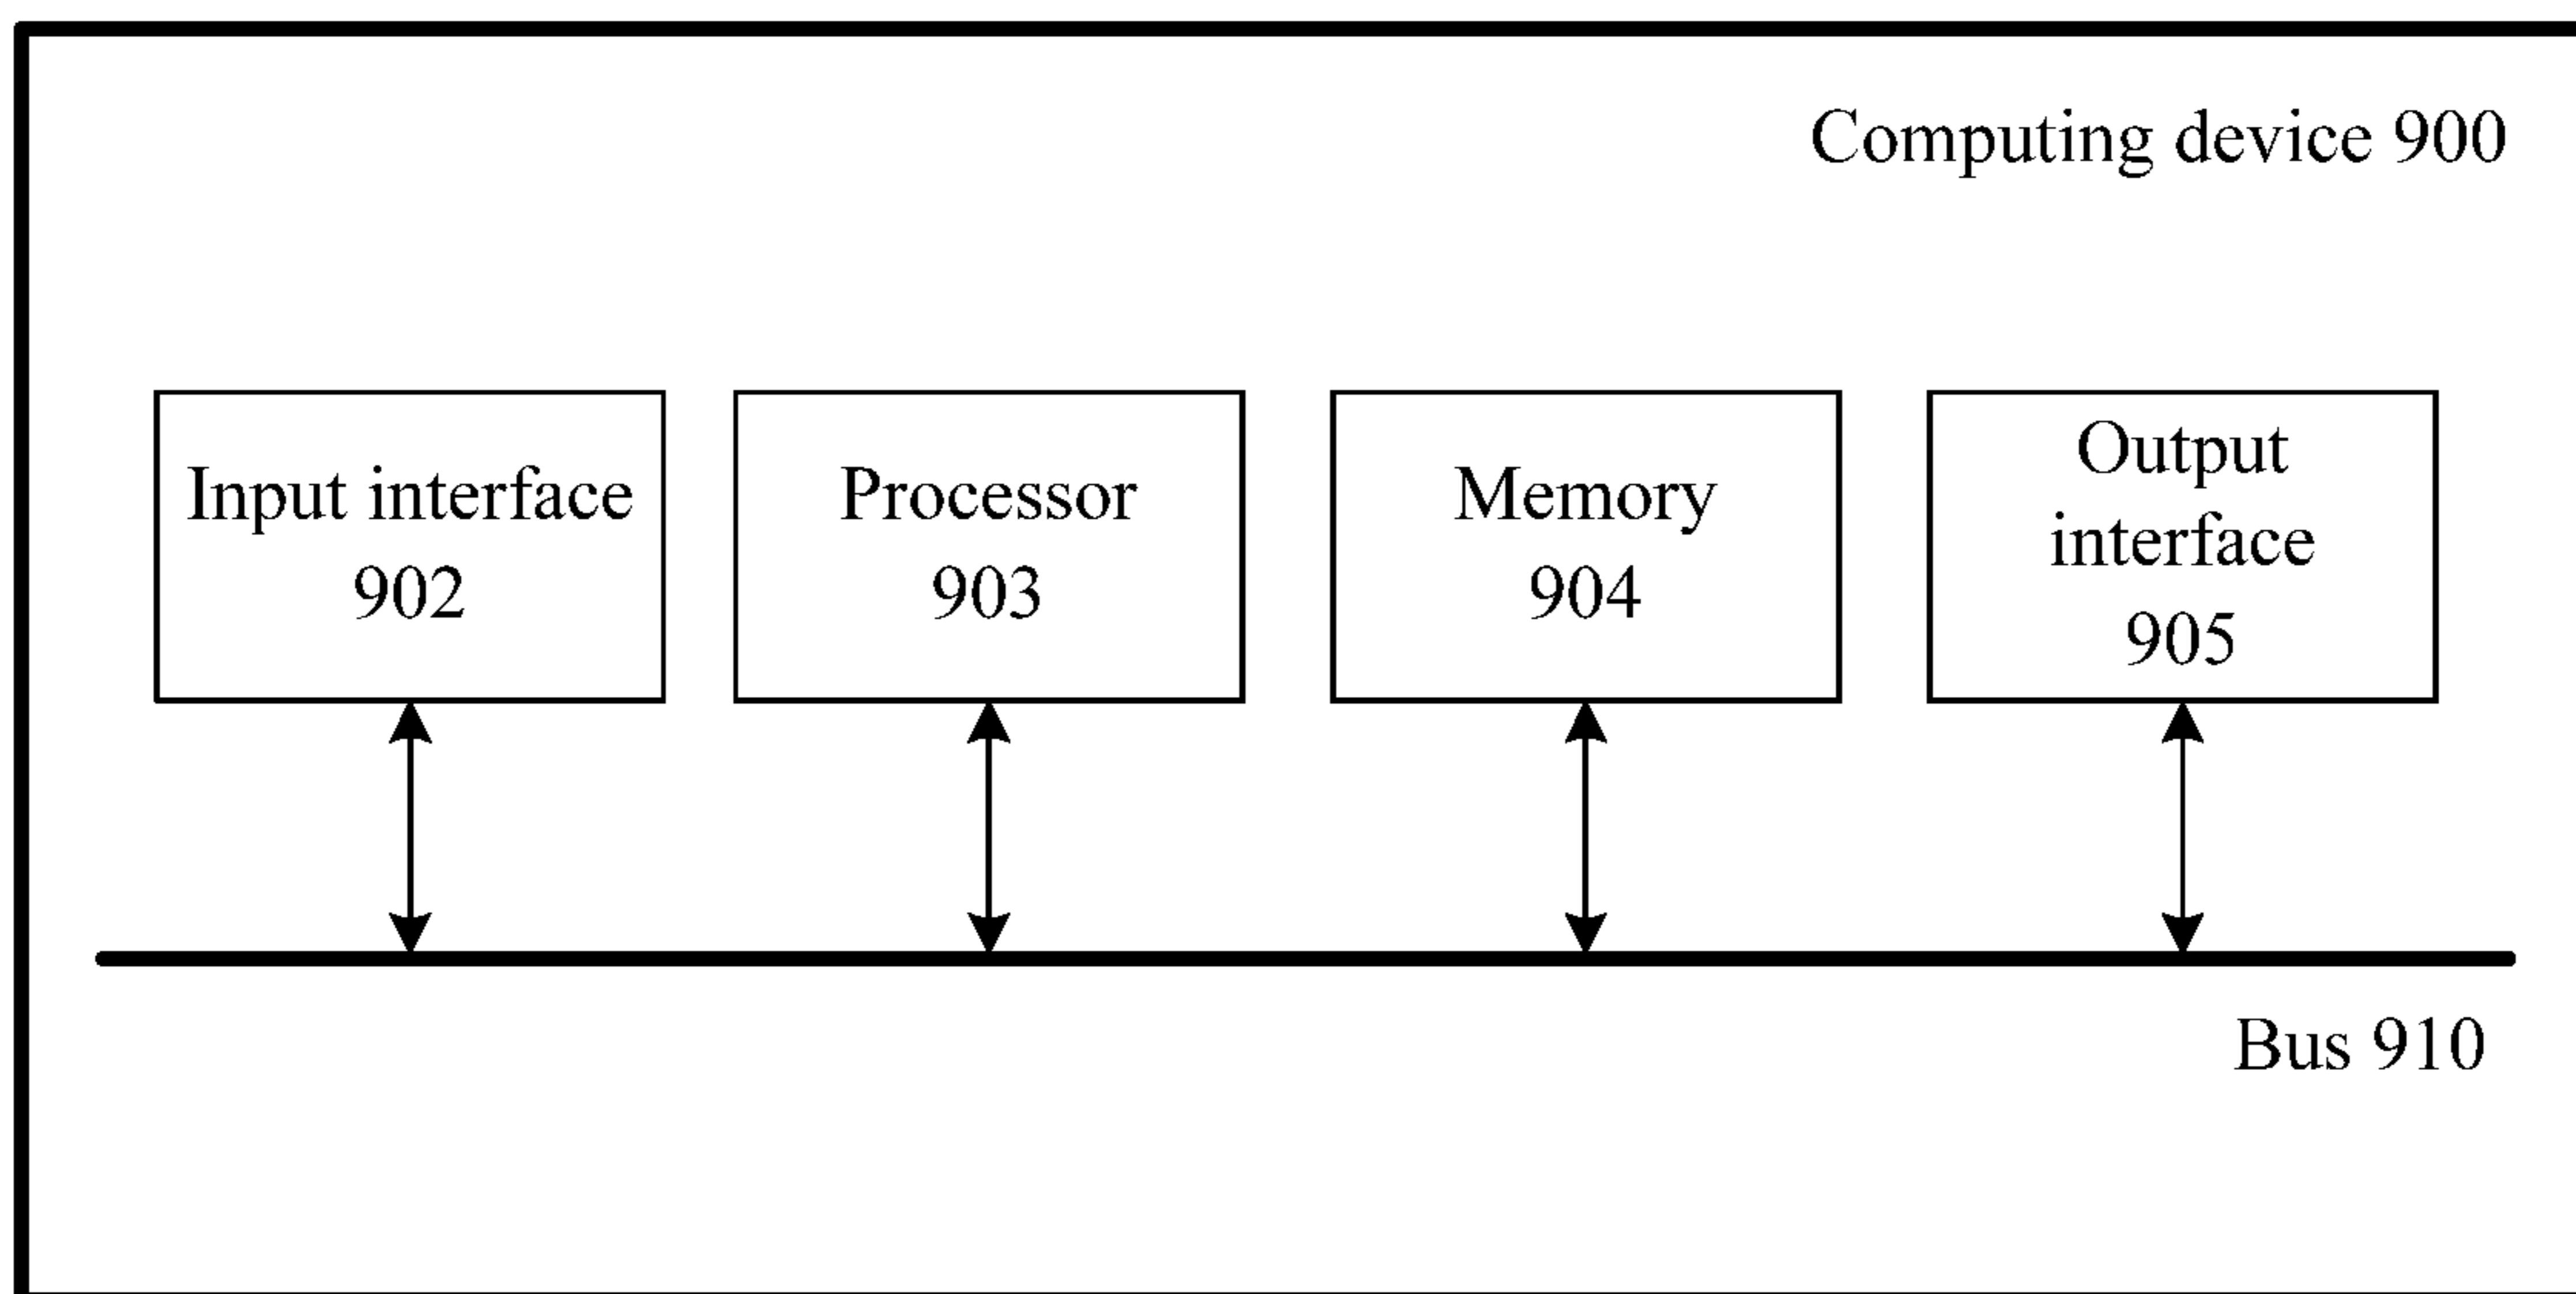 Computing device 900
Input interface
902
Processor
903
Memory
904
Output
interface
905
Bus 910